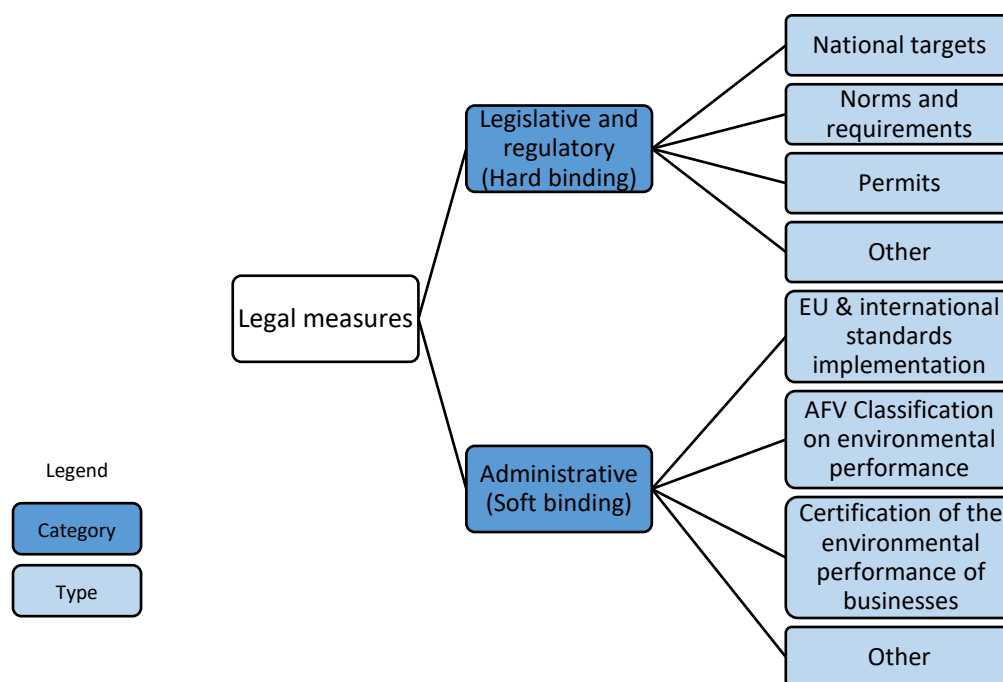 National targets
Norms and
requirements
Permits
Other
Legislative and
regulatory
(Hard binding)
Legal measures
EU & international
standards
implementation
AFV Classification
on environmental
performance
Certification of the
environmental
performance of
businesses
Other
Administrative
(Soft binding)
Legend
Category
Type